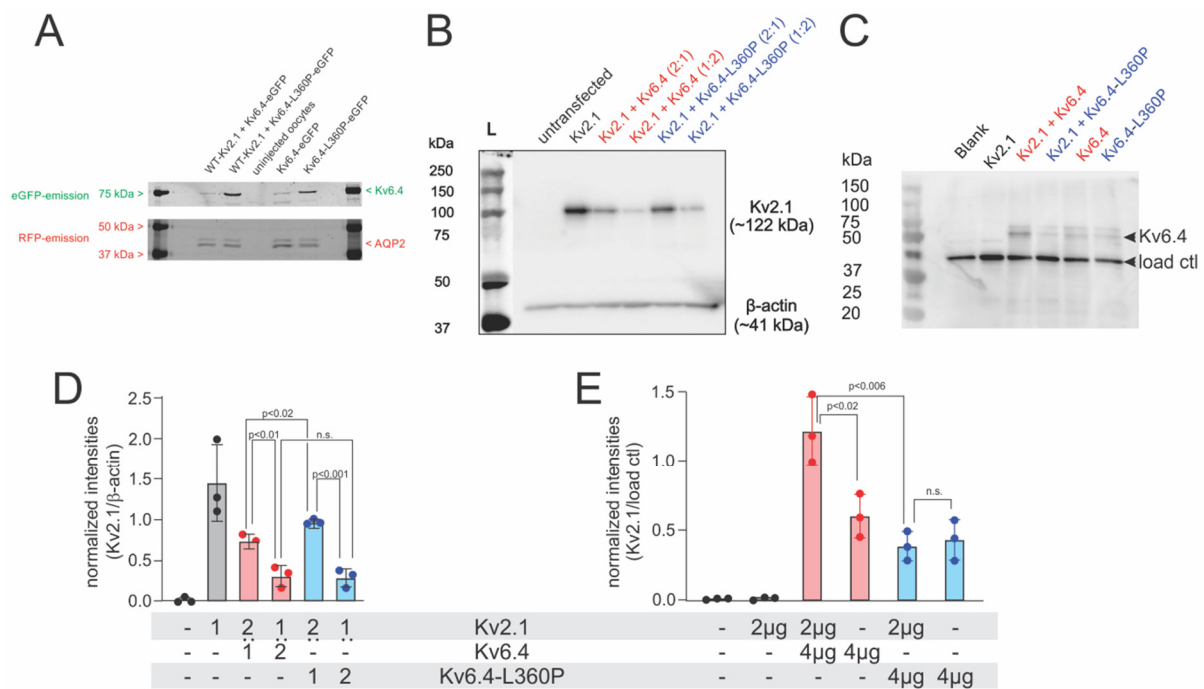 A
WT-Kv2.1 + Kv6.4-eGFP
WT-Kv2.1 + Kv6.4-L360P-eGFP
uninjected oocytes
Kv6.4-eGFP
Kv6.4-L360P-eGFP
eGFP-emission
75 kDa >
< Kv6.4
RFP-emission
50 kDa >
37 kDa >
< AQP2
B
L
untransfected
Kv2.1
Kv2.1 + Kv6.4 (2:1)
Kv2.1 + Kv6.4 (1:2)
Kv2.1 + Kv6.4-L360P (2:1)
Kv2.1 + Kv6.4-L360P (1:2)
kDa
250
150
100
75
50
37
Kv2.1
(~122 kDa)
β-actin
(~41 kDa)
C
Blank
Kv2.1
Kv2.1 + Kv6.4
Kv2.1 + Kv6.4-L360P
Kv6.4
Kv6.4-L360P
kDa
150
100
75
50
37
25
20
Kv6.4
load ctl
D
normalized intensities
(Kv2.1/β-actin)
2.5
2.0
1.5
1.0
0.5
0.0
p<0.02
p<0.01
n.s.
p<0.001
E
normalized intensities
(Kv2.1/load ctl)
1.5
1.0
0.5
0.0
p<0.006
p<0.02
n.s.
- 1 2 1 2 1 Kv2.1 - 2µg 2µg - 2µg -
- - 1 2 - - Kv6.4 - - 4µg 4µg - -
- - - - 1 2 Kv6.4-L360P - - - - 4µg 4µg